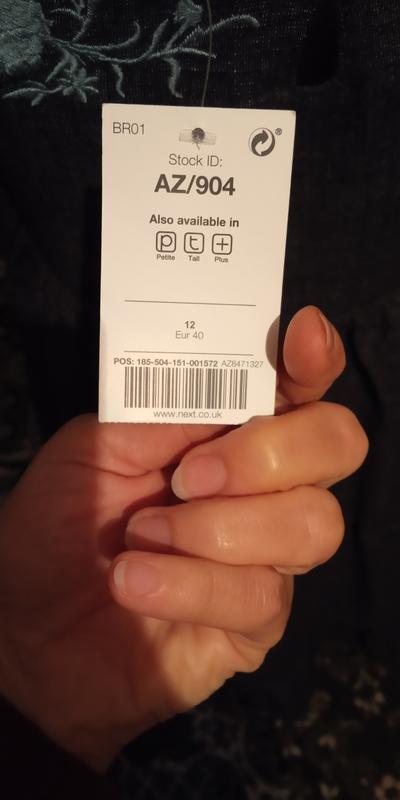 BR01
®
Stock ID:
AZ/904
Also available in
p t +
Petite Tall Plus
12
Eur 40
POS: 185-504-151-001572 AZ8471327
www.next.co.uk